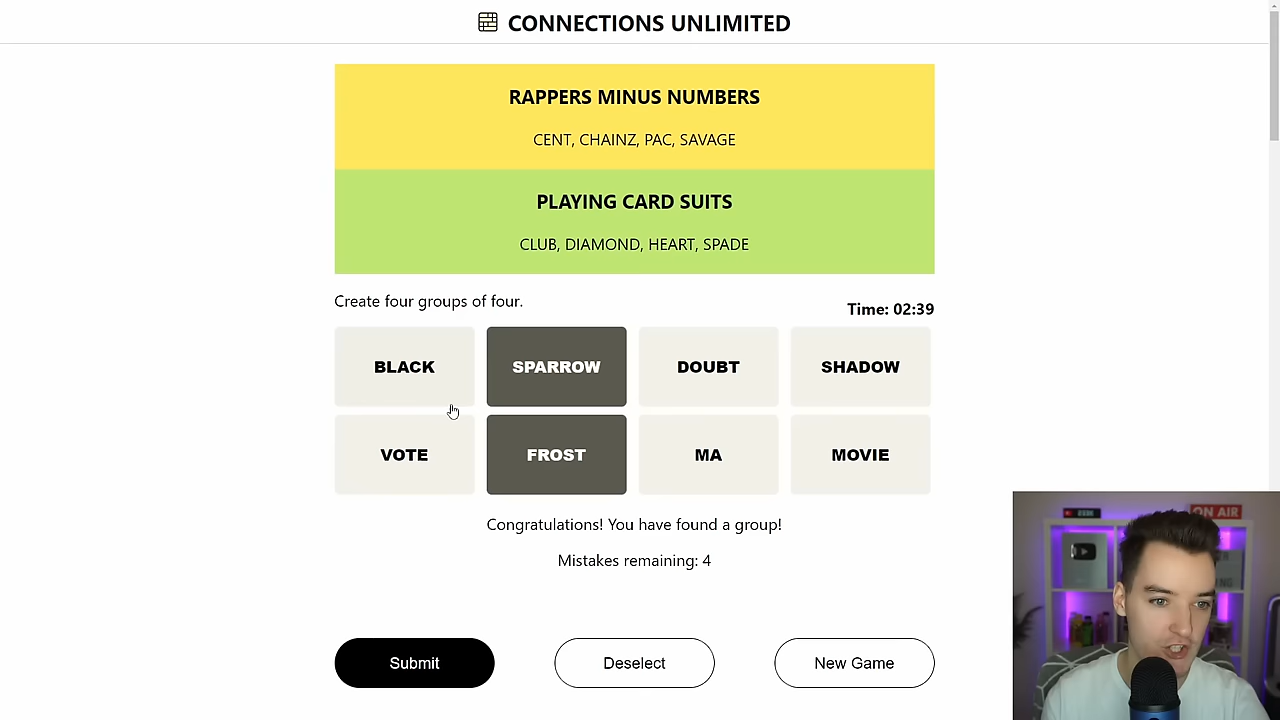 CONNECTIONS UNLIMITED
RAPPERS MINUS NUMBERS
CENT, CHAINZ, PAC, SAVAGE
PLAYING CARD SUITS
CLUB, DIAMOND, HEART, SPADE
Create four groups of four.
Time: 02:39
BLACK SPARROW DOUBT SHADOW
VOTE FROST MA MOVIE
Congratulations! You have found a group!
Mistakes remaining: 4
ON AIR
Submit Deselect New Game